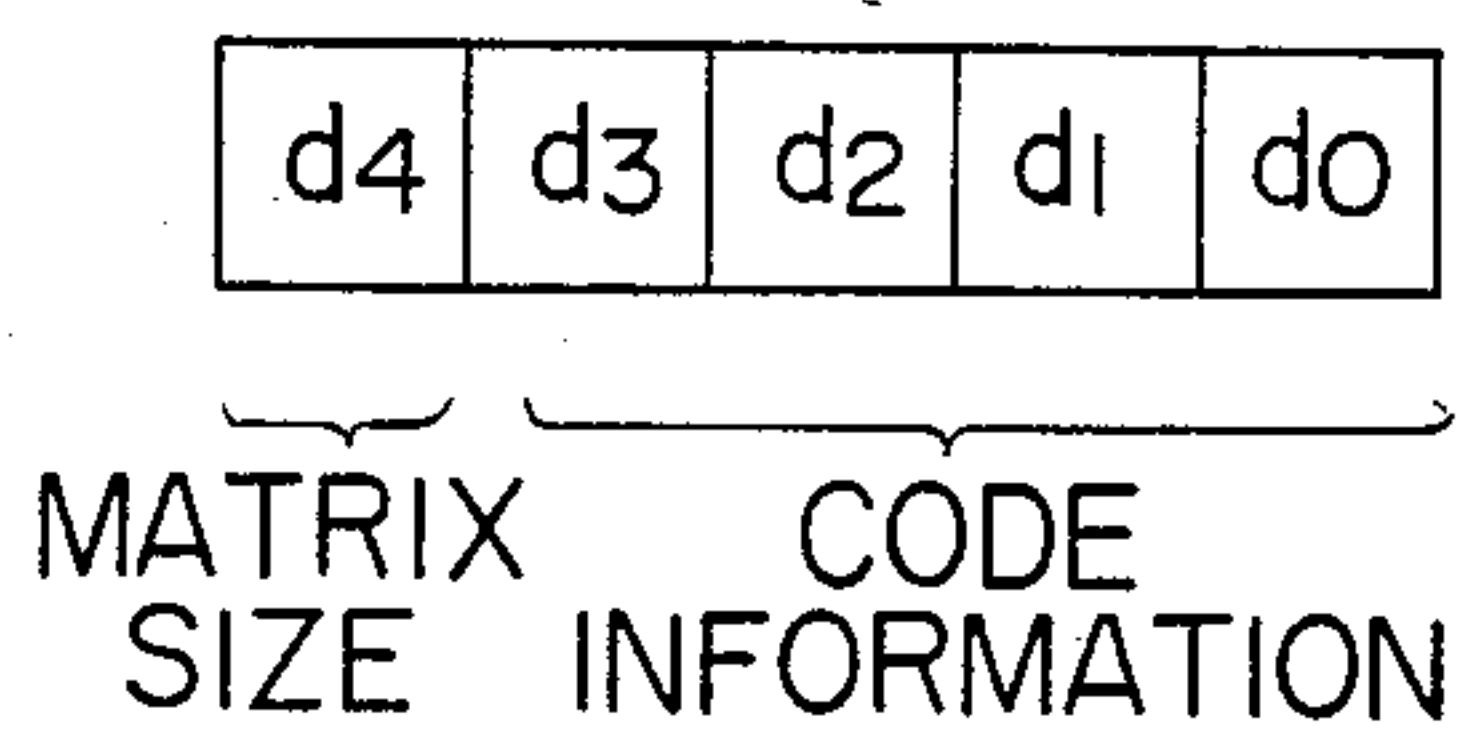 d4 d3 d2 d1 d0
MATRIX CODE
SIZE INFORMATION